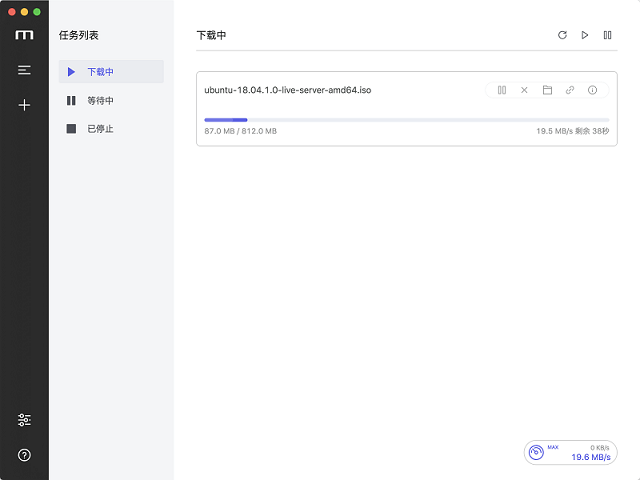 任务列表
下载中
等待中
已停止
下载中
ubuntu-18.04.1.0-live-server-amd64.iso
87.0 MB / 812.0 MB
19.5 MB/s 剩余 38秒
MAX
0 KB/s
19.6 MB/s